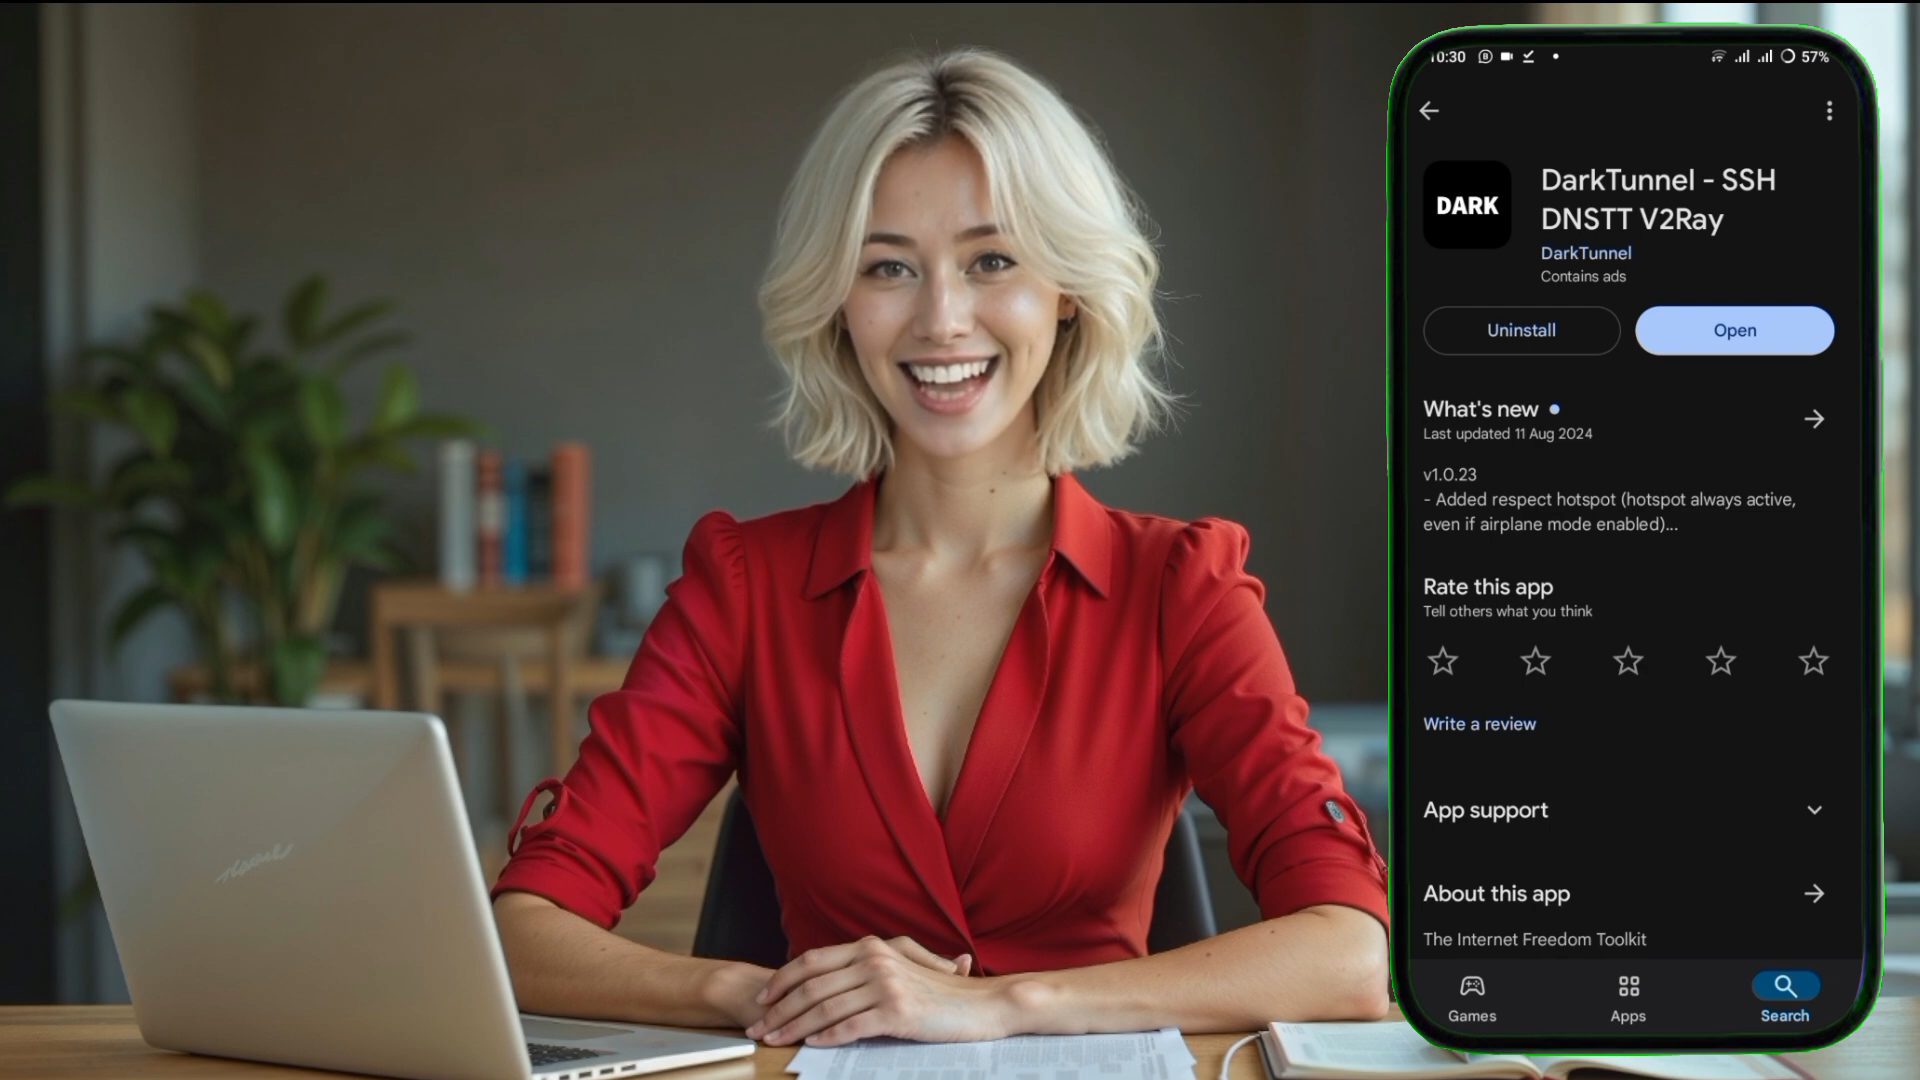 10:30
57%
DARK
DarkTunnel - SSH
DNSTT V2Ray
DarkTunnel
Contains ads
Uninstall
Open
What's new
Last updated 11 Aug 2024
v1.0.23
- Added respect hotspot (hotspot always active,
even if airplane mode enabled)...
Rate this app
Tell others what you think
Write a review
App support
About this app
The Internet Freedom Toolkit
Games
Apps
Search